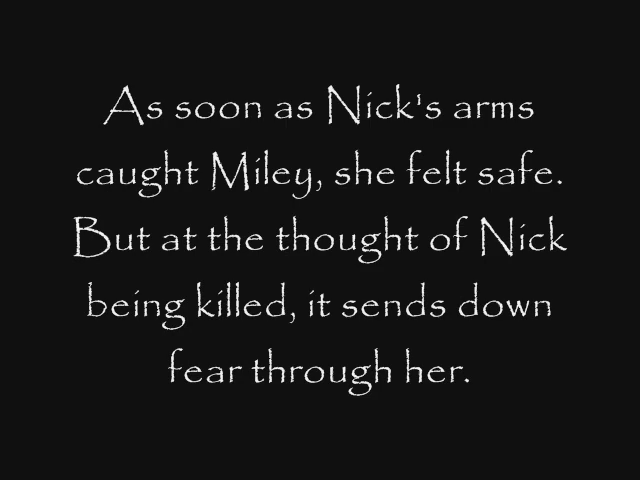 As soon as Nick's arms
caught Miley, she felt safe.
But at the thought of Nick
being killed, it sends down
fear through her.